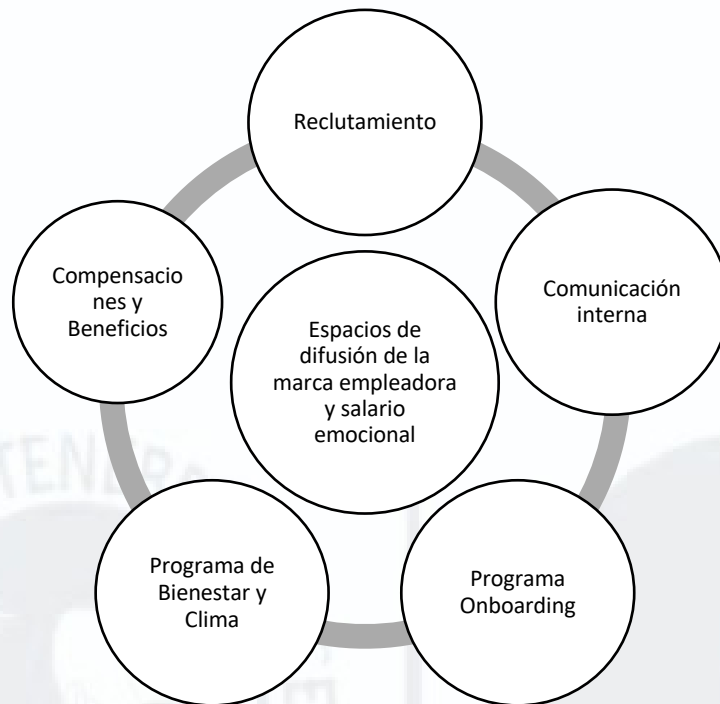 Reclutamiento
Comunicación
interna
Programa
Onboarding
Programa de
Bienestar y
Clima
Compensacio
nes y
Beneficios
Espacios de
difusión de la
marca empleadora
y salario
emocional
TENEBR